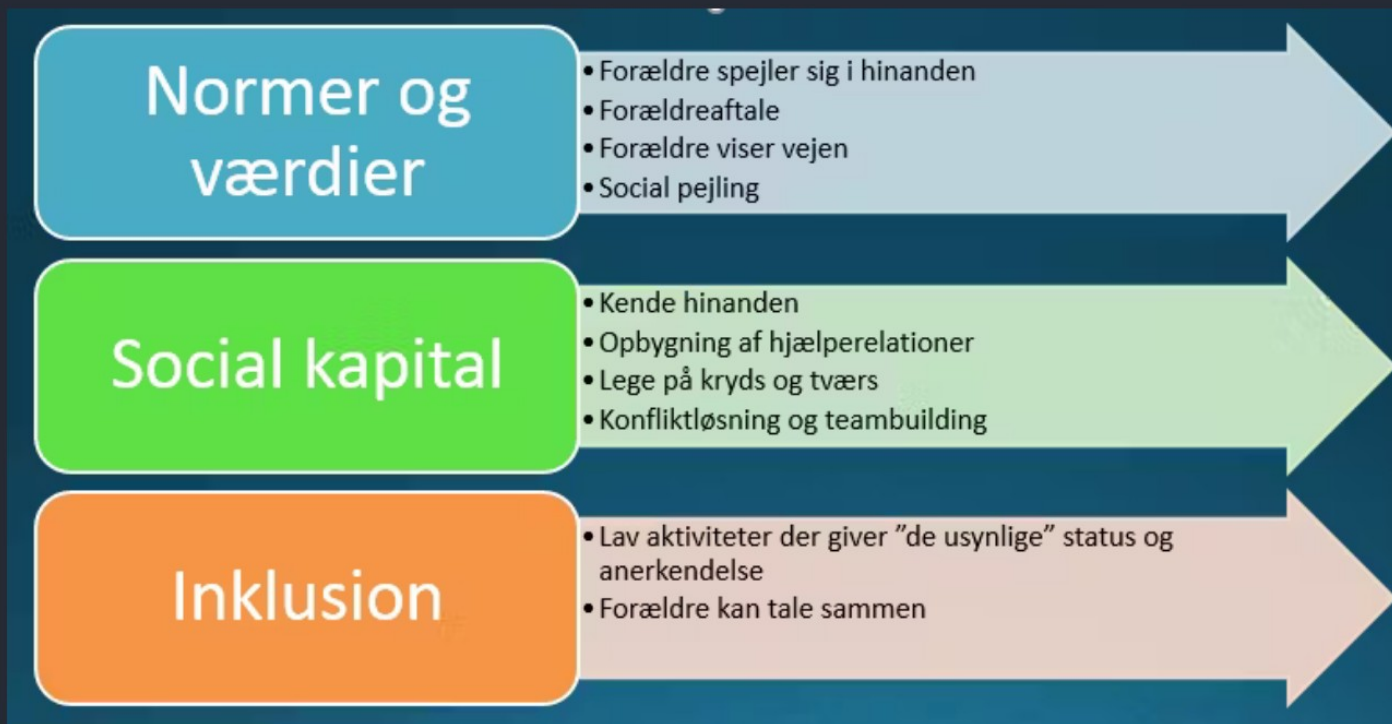 Normer og
værdier
• Forældre spejler sig i hinanden
• Forældreaftale
• Forældre viser vejen
• Social pejling
Social kapital
• Kende hinanden
• Opbygning af hjælperelationer
• Lege på kryds og tværs
• Konfliktløsning og teambuilding
Inklusion
• Lav aktiviteter der giver ”de usynlige” status og
anerkendelse
• Forældre kan tale sammen